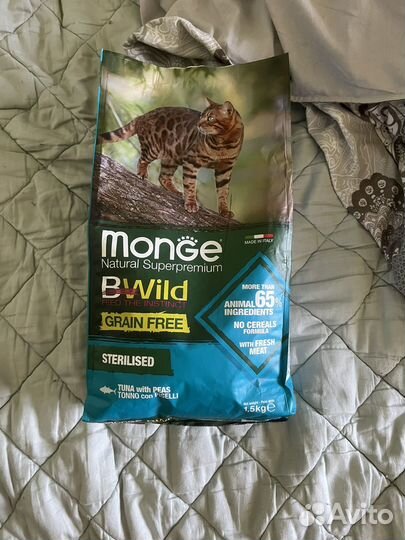 MONGE
Natural Superpremium
MADE IN ITALY
BWild
FEED THE INSTINCT
GRAIN FREE
STERILISED
MORE THAN
65%
ANIMAL
INGREDIENTS
NO CEREALS
FORMULA
with FRESH
MEAT
TUNA with PEAS
TONNO con PISELLI
1.5kg e
Avito